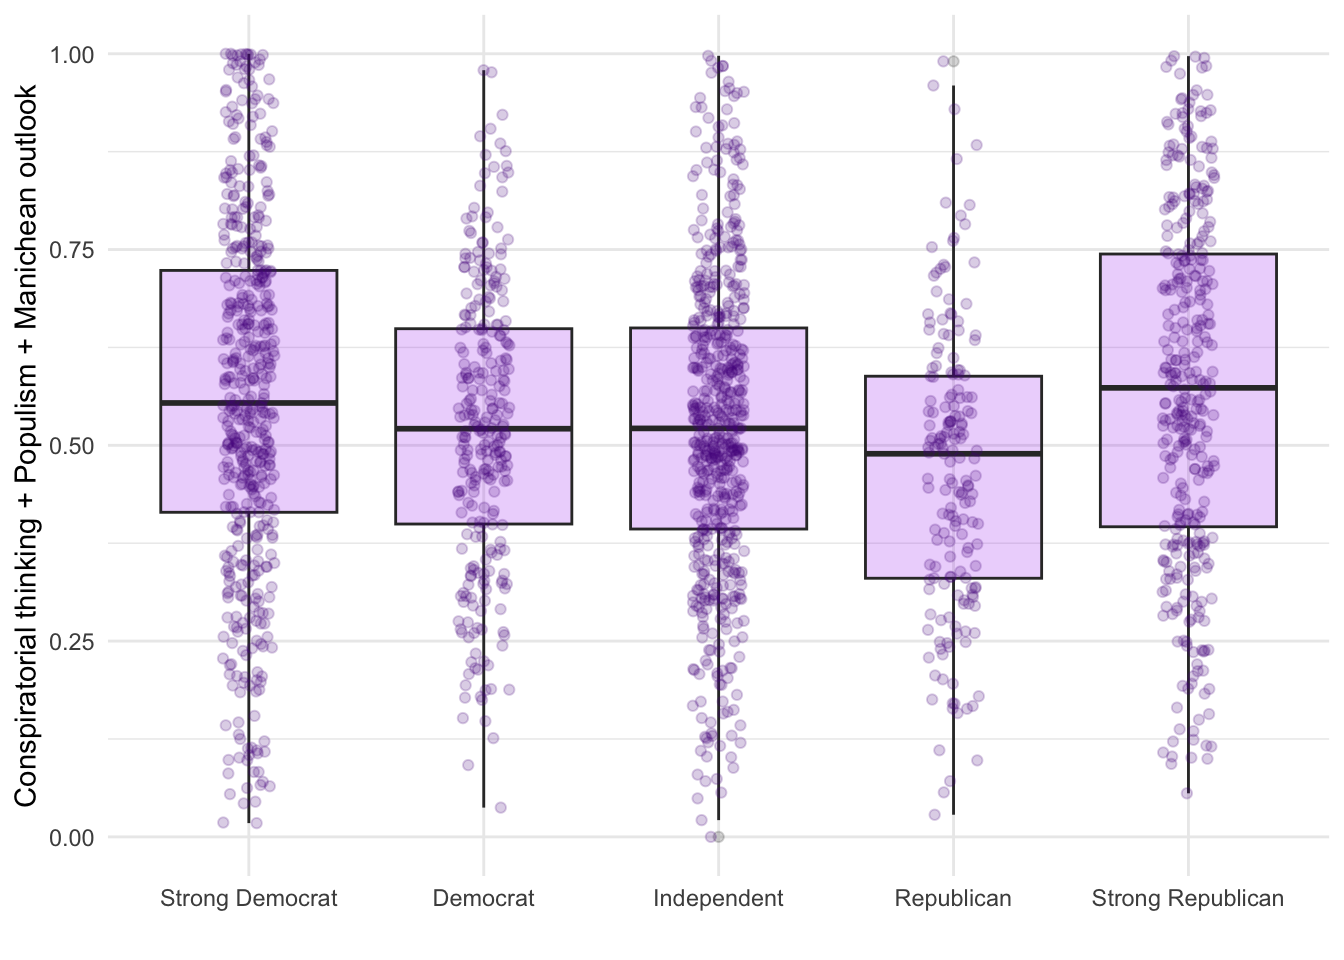 Conspiratorial thinking + Populism + Manichean outlook
1.00
0.75
0.50
0.25
0.00
Strong Democrat
Democrat
Independent
Republican
Strong Republican